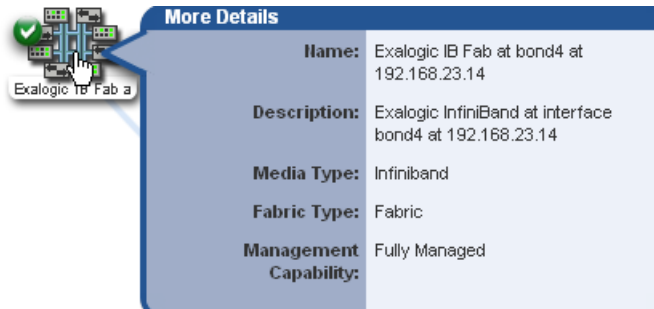 More Details
Name: Exalogic IB Fab at bond4 at
192.168.23.14
Description: Exalogic InfiniBand at interface
bond4 at 192.168.23.14
Media Type: Infiniband
Fabric Type: Fabric
Management Fully Managed
Capability:
Exalogic IB Fab a